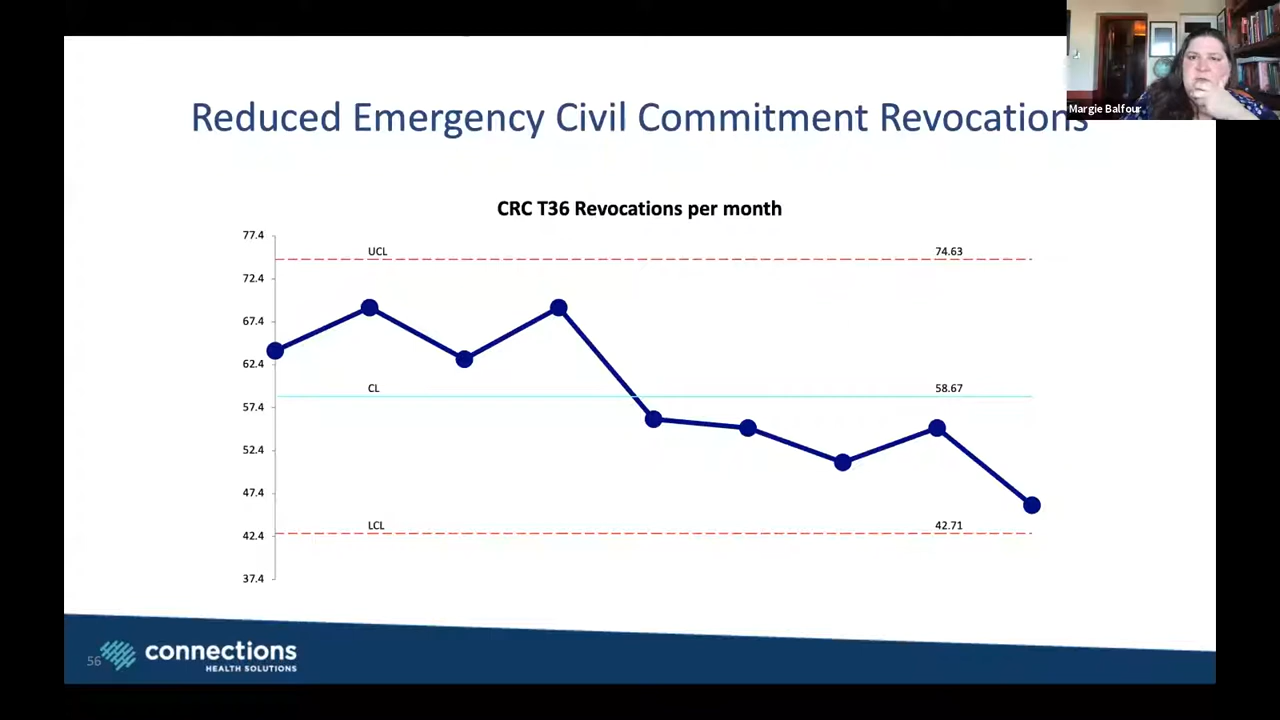 Margie Balfour
Reduced Emergency Civil Commitment Revocations
CRC T36 Revocations per month
77.4
UCL 74.63
72.4
67.4
62.4
CL 58.67
57.4
52.4
47.4
LCL 42.71
42.4
37.4
56
connections
HEALTH SOLUTIONS